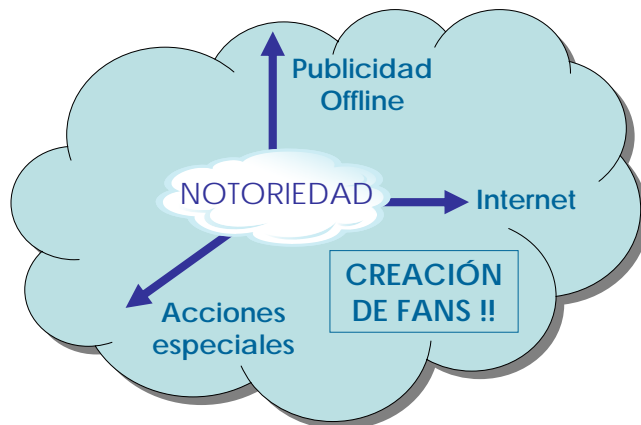 Publicidad
Offline
NOTORIEDAD
Internet
CREACIÓN
DE FANS !!
Acciones
especiales